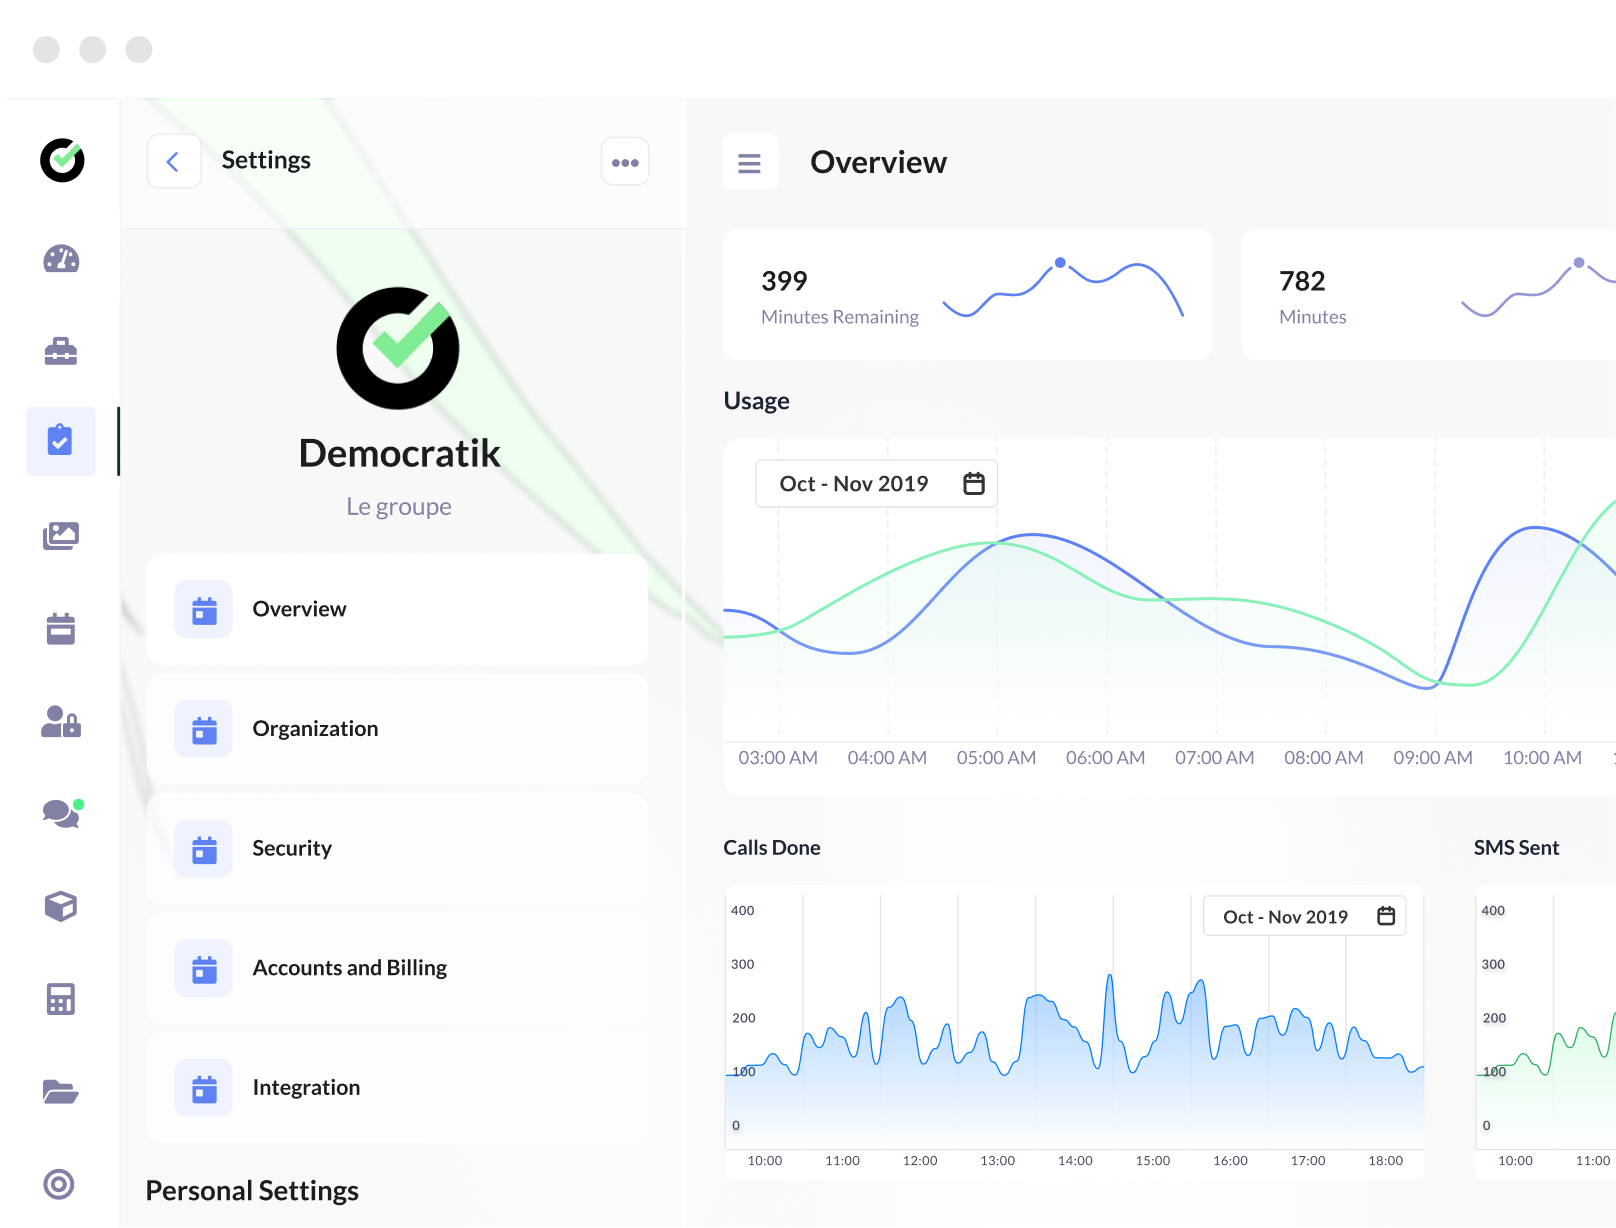 Settings
Democratik
Le groupe
Overview
Organization
Security
Accounts and Billing
Integration
Personal Settings
Overview
399
Minutes Remaining
782
Minutes
Usage
Oct - Nov 2019
03:00 AM 04:00 AM 05:00 AM 06:00 AM 07:00 AM 08:00 AM 09:00 AM 10:00 AM
Calls Done
Oct - Nov 2019
400
300
200
100
0
10:00 11:00 12:00 13:00 14:00 15:00 16:00 17:00 18:00
SMS Sent
400
300
200
100
0
10:00 11:00